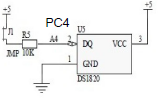 +5
PC4
U5
+5
J1
R5
A4
2
DQ
VCC
3
JMP
10K
1
GND
DS1820